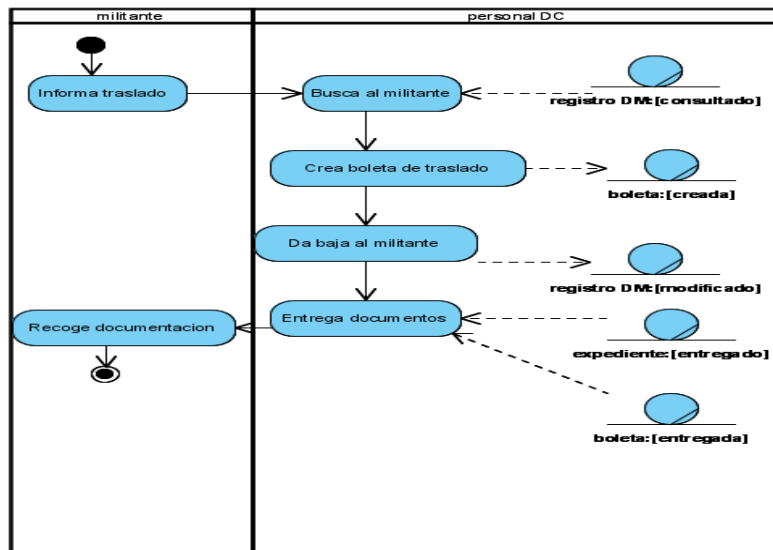 militante
personal DC
Informa traslado
Busca al militante
registro DM:[consultado]
Crea boleta de traslado
boleta:[creada]
Da baja al militante
registro DM:[modificado]
Recoge documentacion
Entrega documentos
expediente:[entregado]
boleta:[entregada]